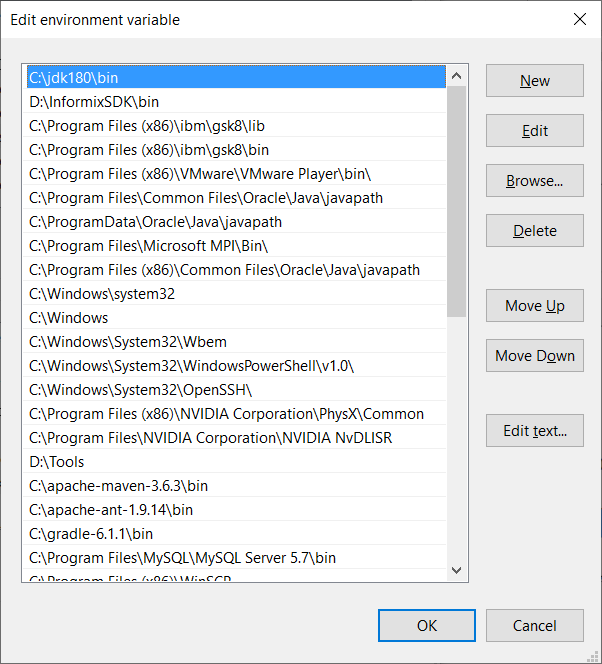 Edit environment variable
C:\jdk180\bin
D:\InformixSDK\bin
C:\Program Files (x86)\ibm\gsk8\lib
C:\Program Files (x86)\ibm\gsk8\bin
C:\Program Files (x86)\VMware\VMware Player\bin\
C:\Program Files\Common Files\Oracle\Java\javapath
C:\ProgramData\Oracle\Java\javapath
C:\Program Files\Microsoft MPI\Bin\
C:\Program Files (x86)\Common Files\Oracle\Java\javapath
C:\Windows\system32
C:\Windows
C:\Windows\System32\Wbem
C:\Windows\System32\WindowsPowerShell\v1.0\
C:\Windows\System32\OpenSSH\
C:\Program Files (x86)\NVIDIA Corporation\PhysX\Common
C:\Program Files\NVIDIA Corporation\NVIDIA NvDLISR
D:\Tools
C:\apache-maven-3.6.3\bin
C:\apache-ant-1.9.14\bin
C:\gradle-6.1.1\bin
C:\Program Files\MySQL\MySQL Server 5.7\bin
C:\Program Files (x86)\WinSCP
New
Edit
Browse...
Delete
Move Up
Move Down
Edit text...
OK
Cancel